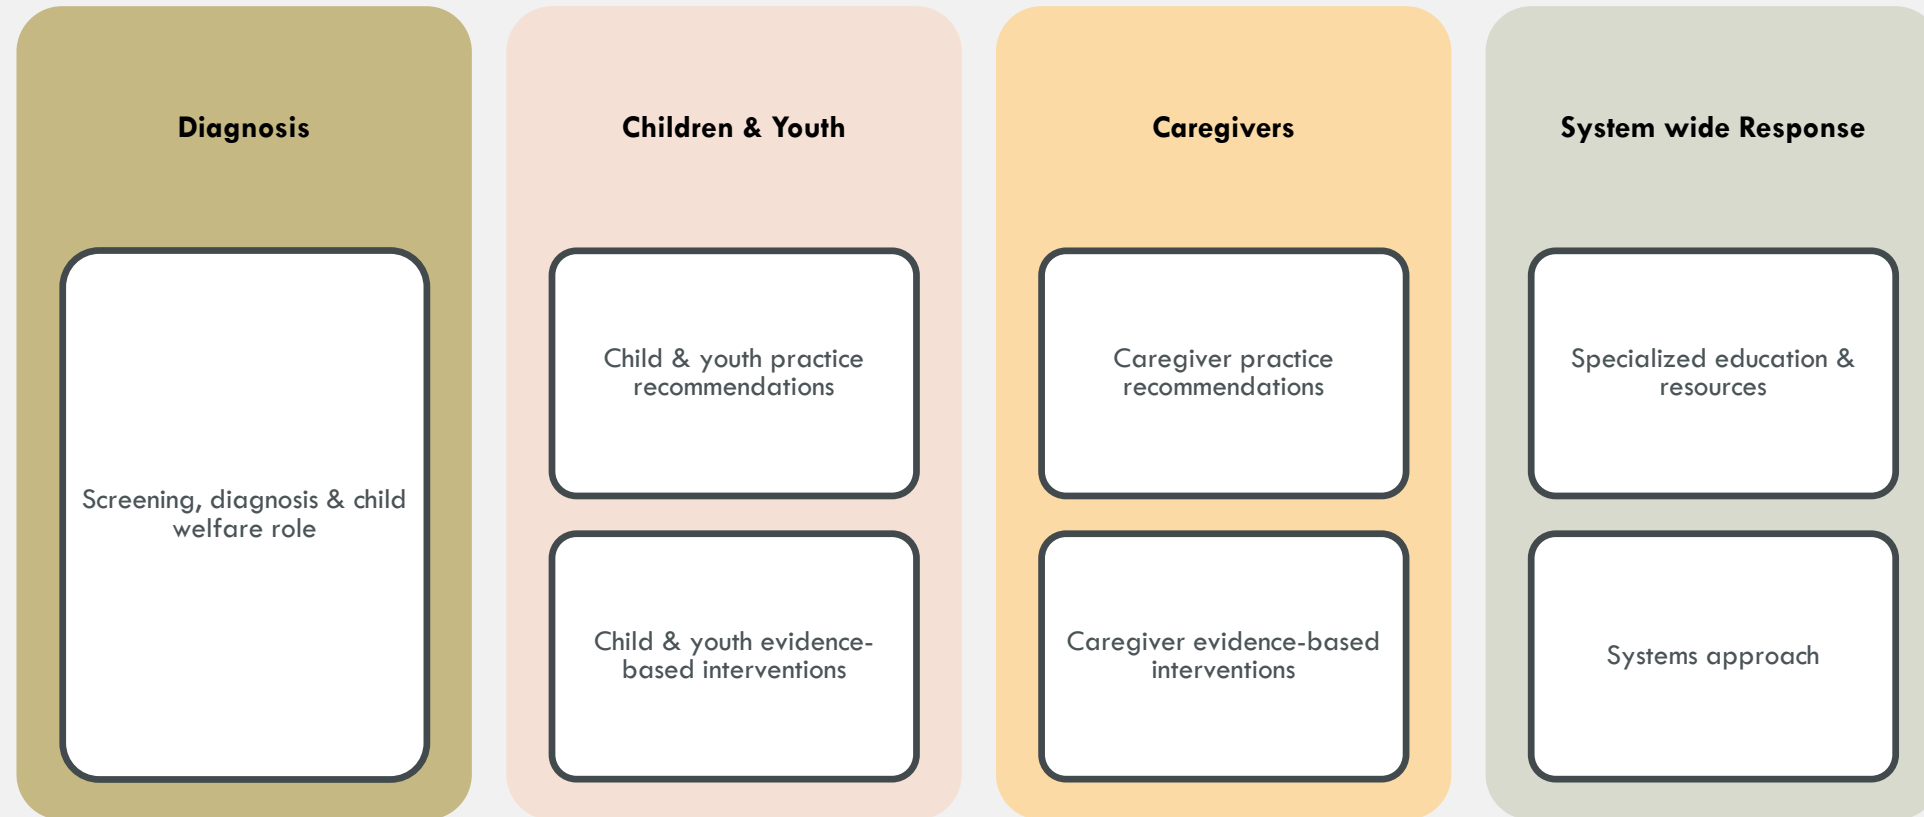 Diagnosis
Screening, diagnosis & child
welfare role
Children & Youth
Child & youth practice
recommendations
Child & youth evidence-
based interventions
Caregivers
Caregiver practice
recommendations
Caregiver evidence-based
interventions
System wide Response
Specialized education &
resources
Systems approach